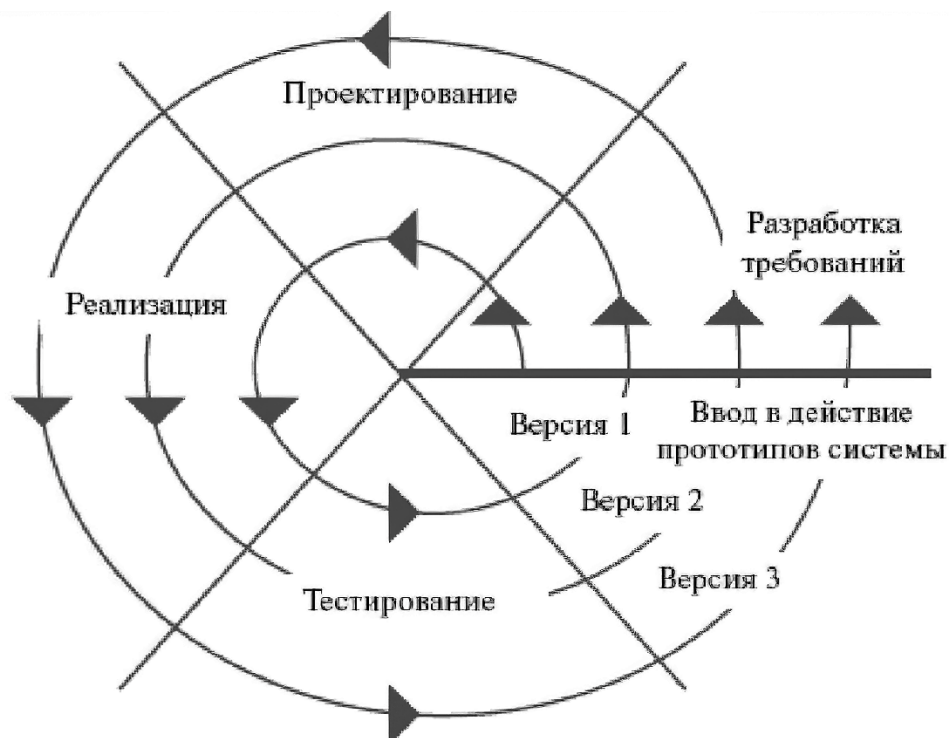 Проектирование
Разработка
требований
Реализация
Версия 1
Ввод в действие
прототипов системы
Версия 2
Версия 3
Тестирование